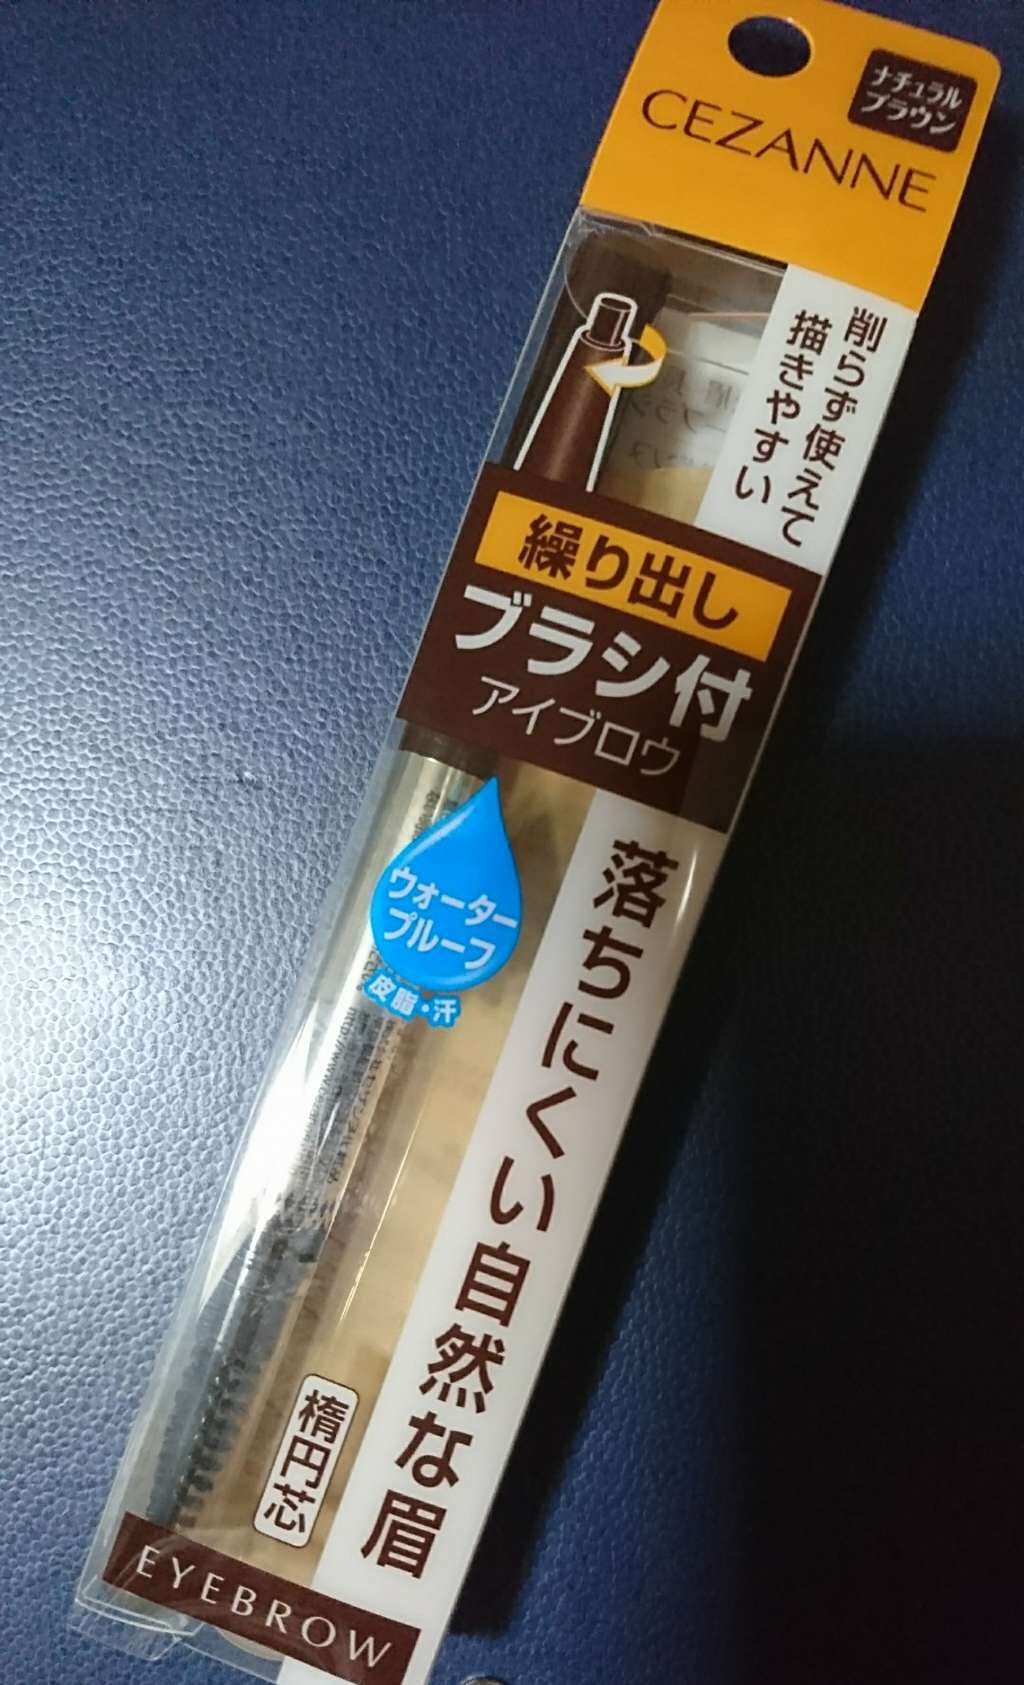 ナチュラル
ブラウン
CEZANNE
削らず使えて
描きやすい
繰り出し
ブラシ付
アイブロウ
ウォーター
プルーフ
皮脂・汗
落ちにくい自然な眉
楕円芯
EYEBROW